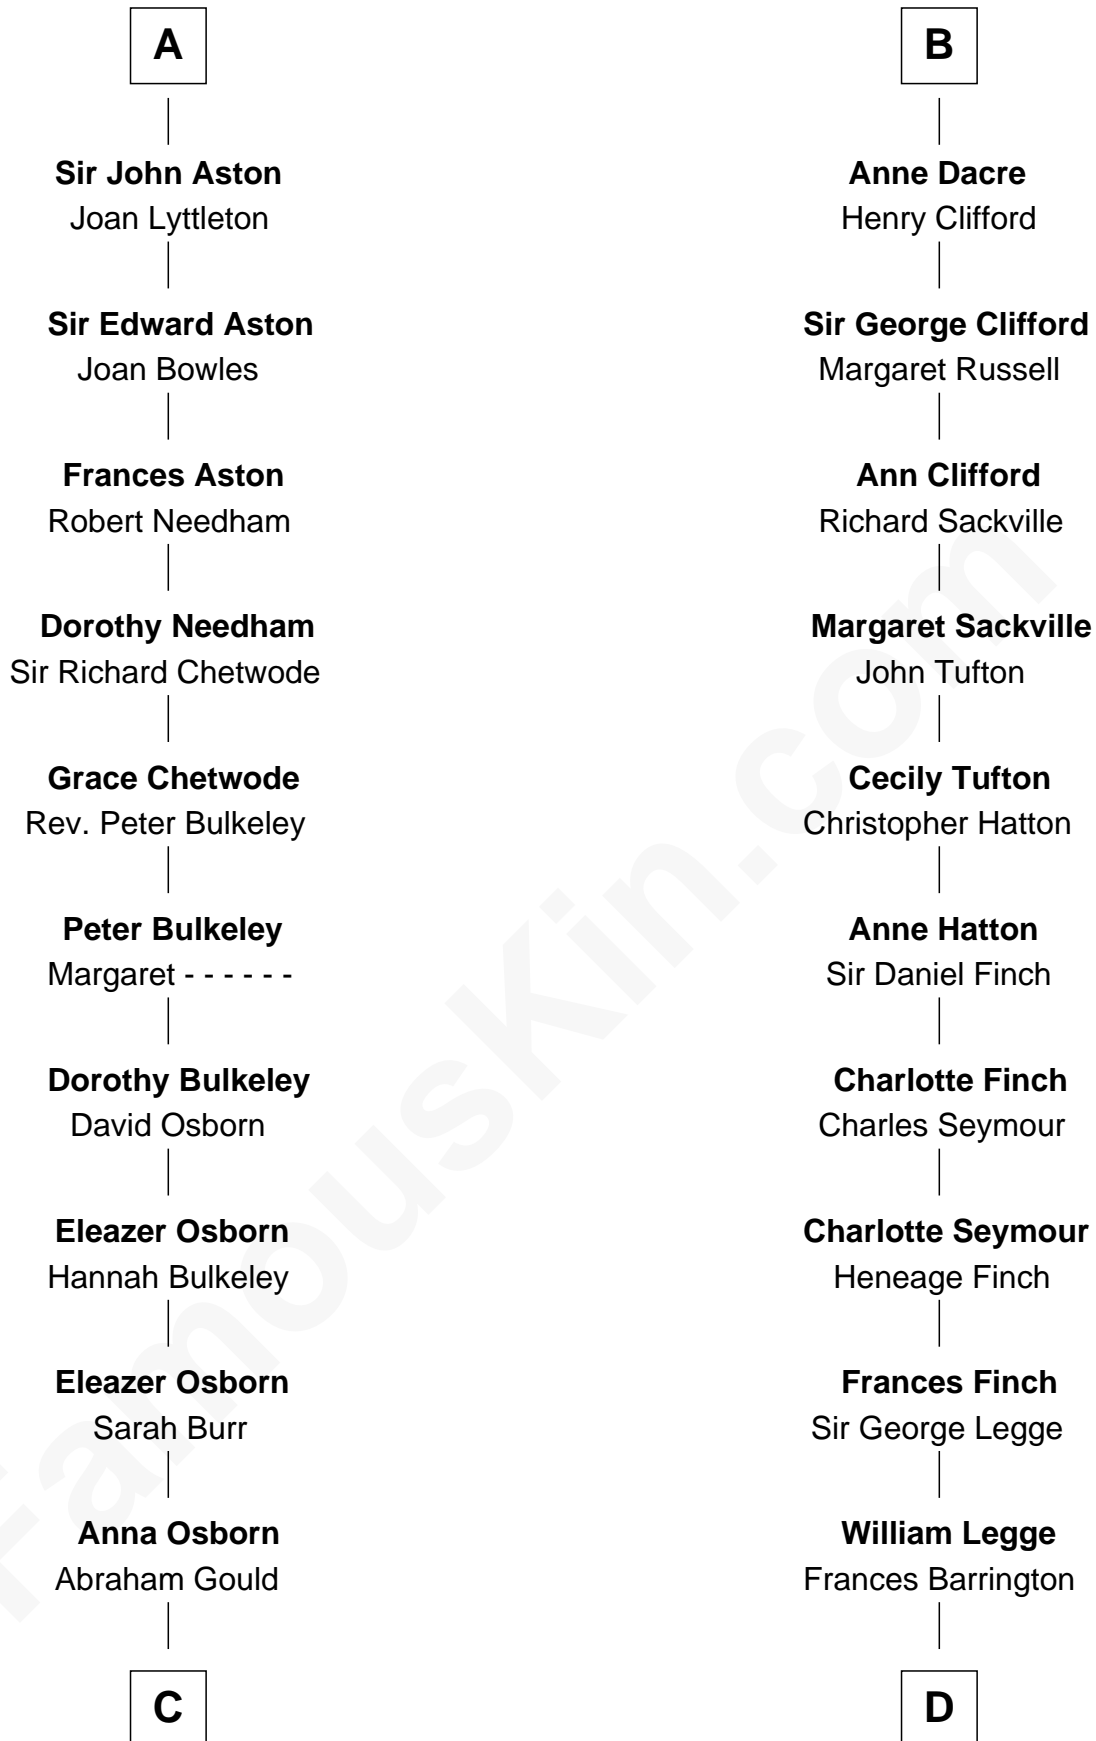 A
Sir John Aston
Joan Lyttleton
Sir Edward Aston
Joan Bowles
Frances Aston
Robert Needham
Dorothy Needham
Sir Richard Chetwode
Grace Chetwode
Rev. Peter Bulkeley
Peter Bulkeley
Margaret - - - - - -
Dorothy Bulkeley
David Osborn
Eleazer Osborn
Hannah Bulkeley
Eleazer Osborn
Sarah Burr
Anna Osborn
Abraham Gould
C
B
Anne Dacre
Henry Clifford
Sir George Clifford
Margaret Russell
Ann Clifford
Richard Sackville
Margaret Sackville
John Tufton
Cecily Tufton
Christopher Hatton
Anne Hatton
Sir Daniel Finch
Charlotte Finch
Charles Seymour
Charlotte Seymour
Heneage Finch
Frances Finch
Sir George Legge
William Legge
Frances Barrington
D
FamousKin.com